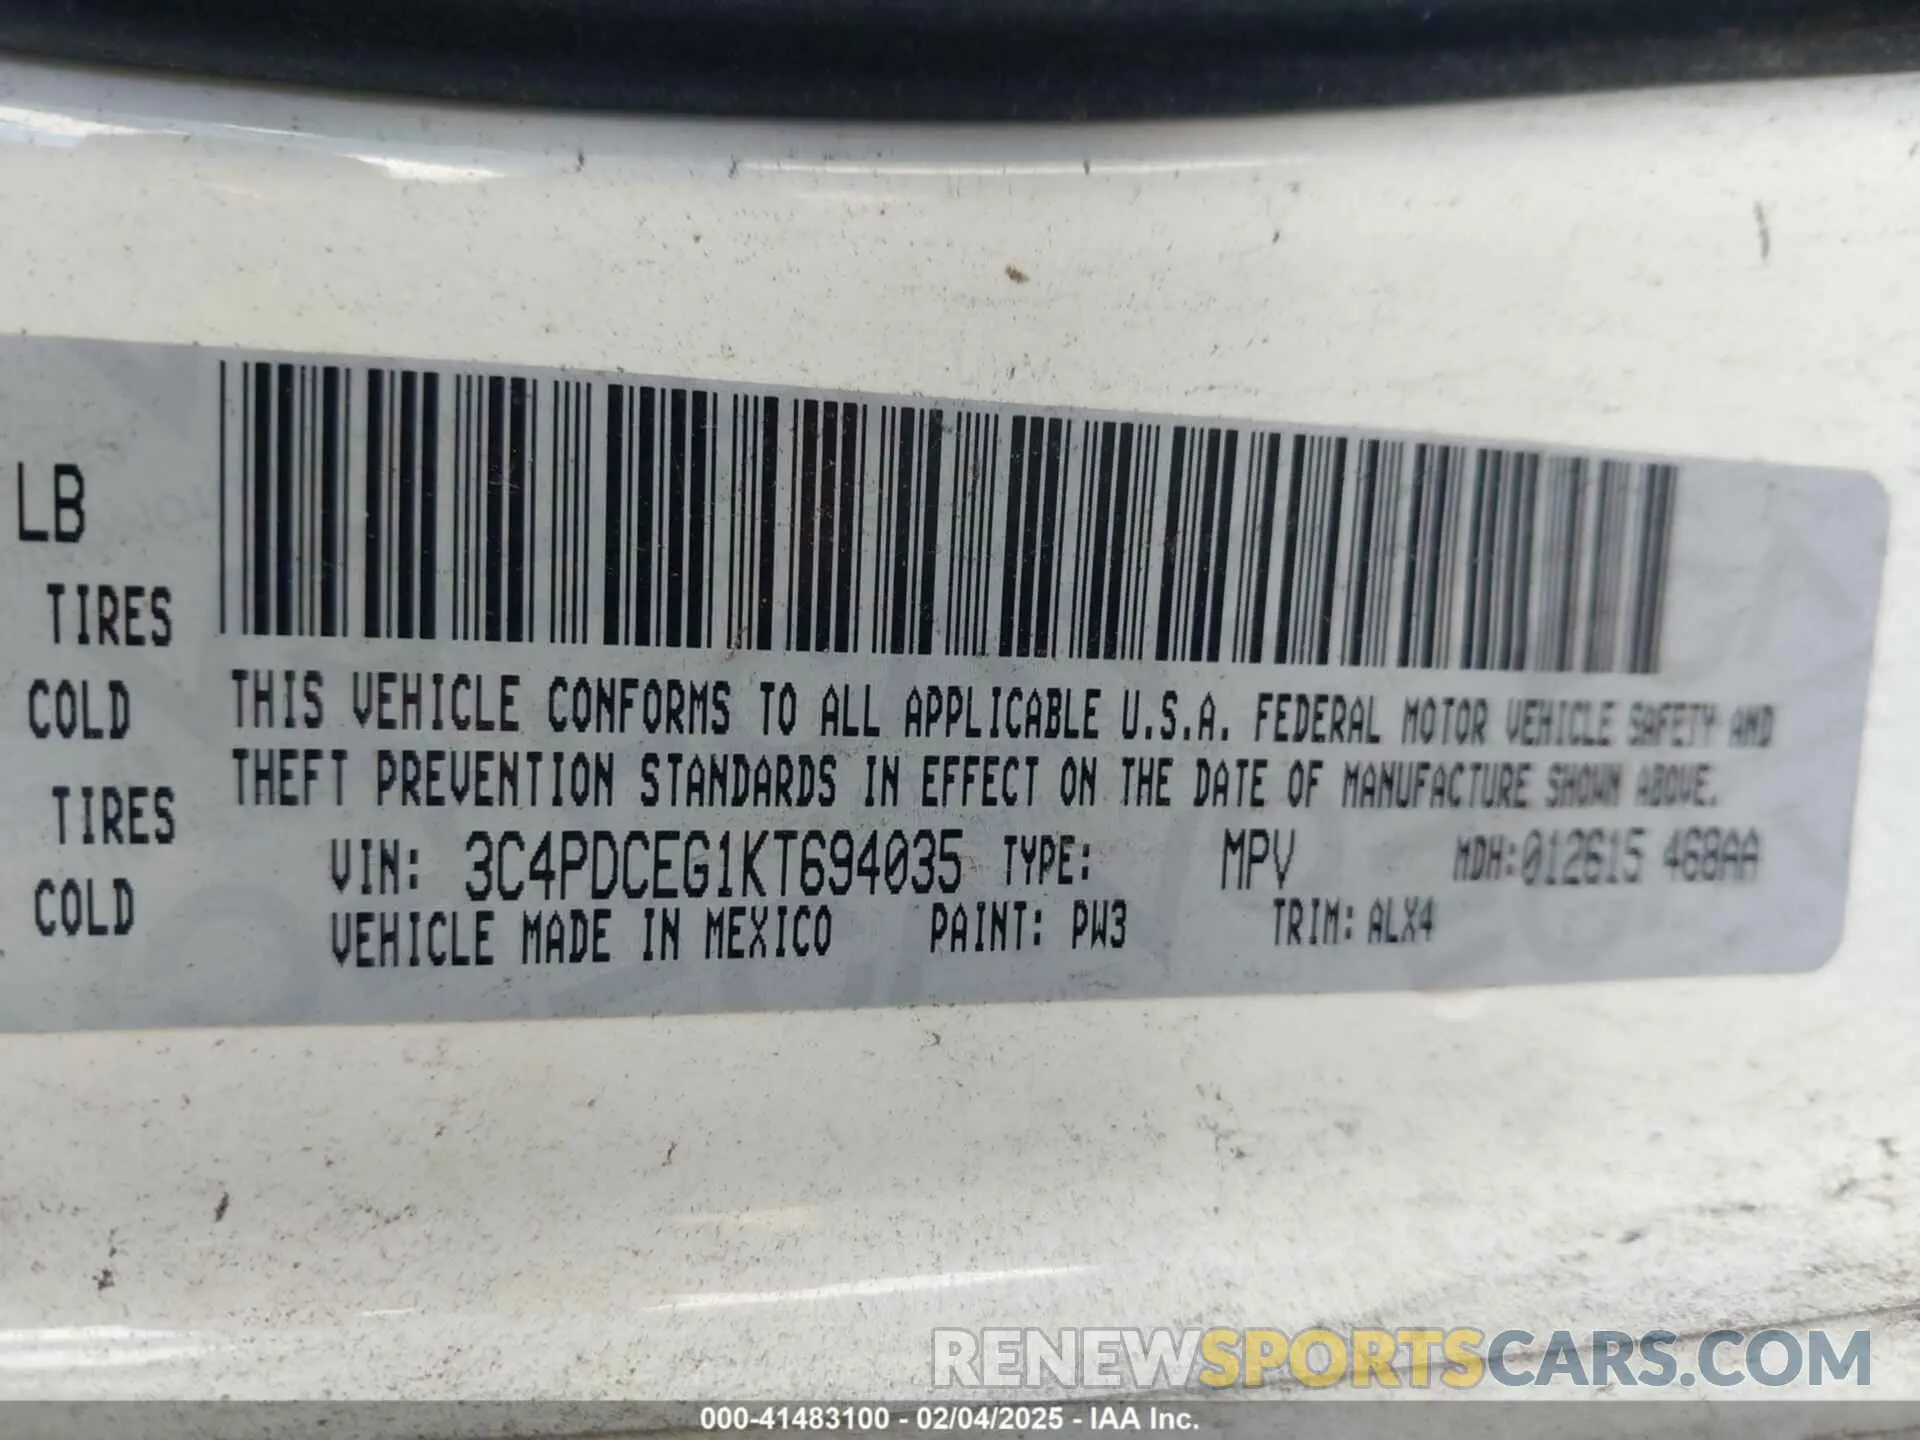 LB
TIRES
COLD
TIRES
COLD
THIS VEHICLE CONFORMS TO ALL APPLICABLE U.S.A. FEDERAL MOTOR VEHICLE SAFETY AND
THEFT PREVENTION STANDARDS IN EFFECT ON THE DATE OF MANUFACTURE SHOWN ABOVE.
VIN: 3C4PDCEG1KT694035 TYPE: MPV MDH:012615 468AA
VEHICLE MADE IN MEXICO PAINT: PW3 TRIM: ALX4
RENEWSPORTSCARS.COM
000-41483100 - 02/04/2025 - IAA Inc.